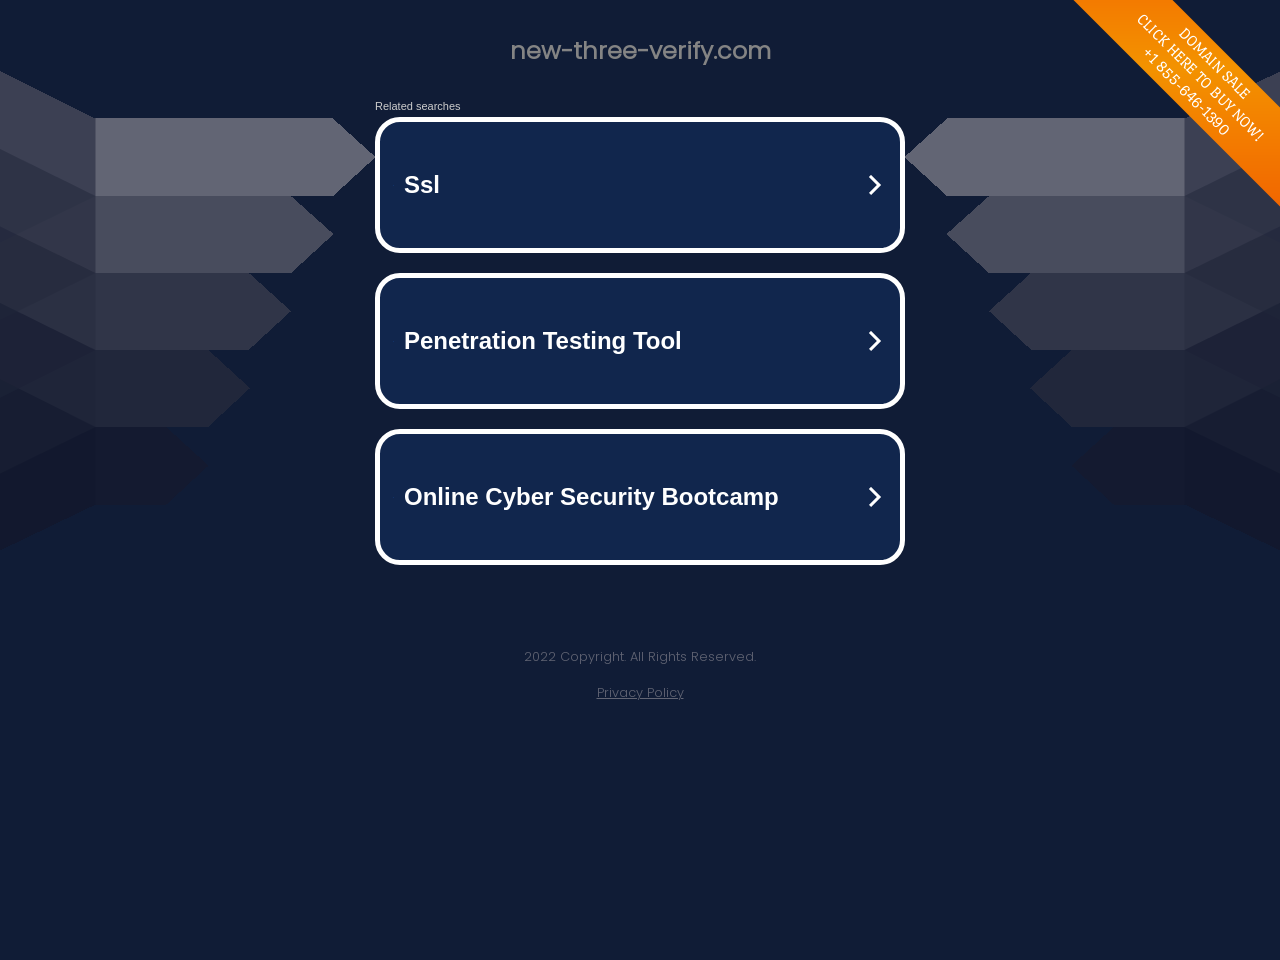 new-three-verify.com
DOMAIN SALE
CLICK HERE TO BUY NOW!
+1 855-646-1390
Related searches
Ssl
Penetration Testing Tool
Online Cyber Security Bootcamp
2022 Copyright. All Rights Reserved.
Privacy Policy